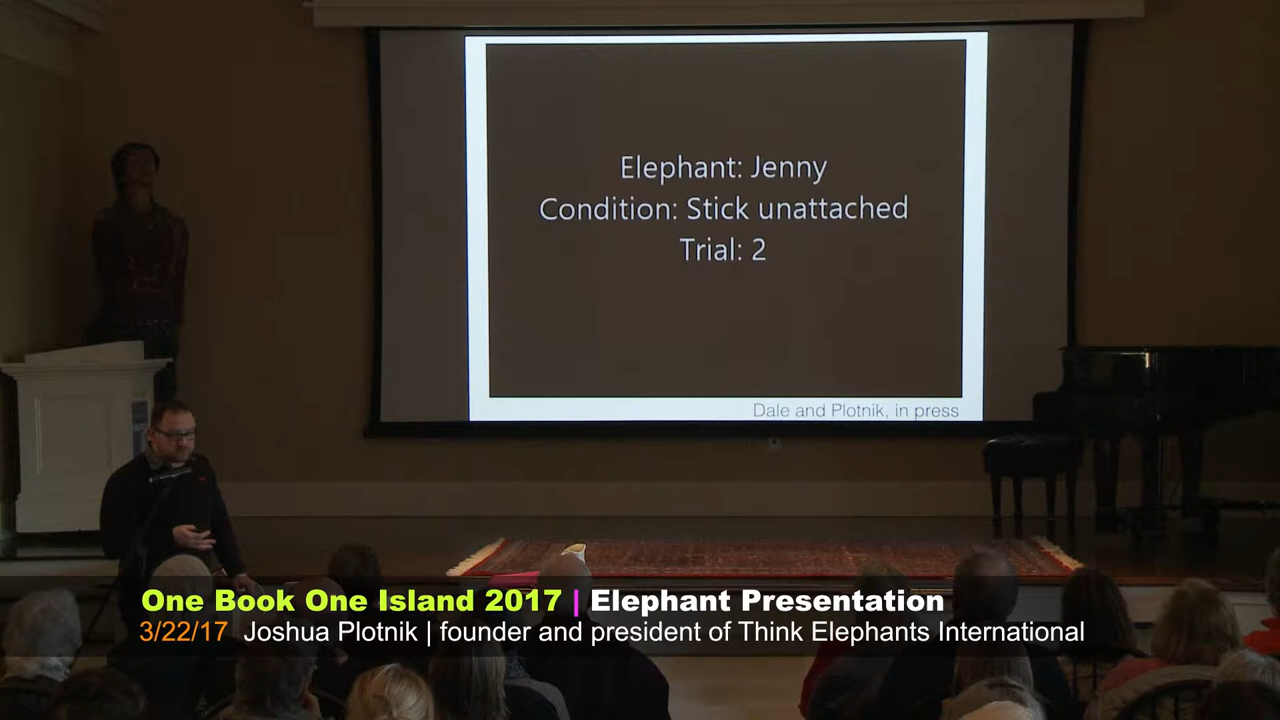 Elephant: Jenny
Condition: Stick unattached
Trial: 2
Dale and Plotnik, in press
One Book One Island 2017 | Elephant Presentation
3/22/17 Joshua Plotnik | founder and president of Think Elephants International